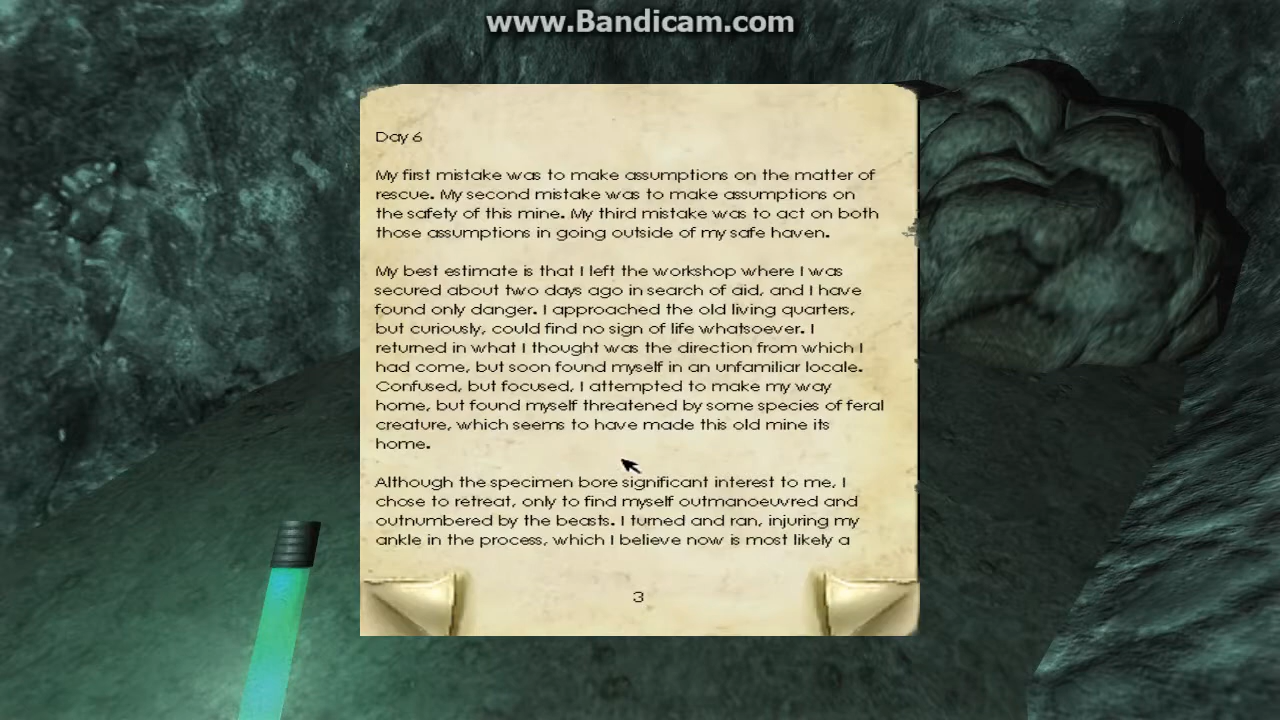 www.Bandicam.com
Day 6
My first mistake was to make assumptions on the matter of
rescue. My second mistake was to make assumptions on
the safety of this mine. My third mistake was to act on both
those assumptions in going outside of my safe haven.
My best estimate is that I left the workshop where I was
secured about two days ago in search of aid, and I have
found only danger. I approached the old living quarters,
but curiously, could find no sign of life whatsoever. I
returned in what I thought was the direction from which I
had come, but soon found myself in an unfamiliar locale.
Confused, but focused, I attempted to make my way
home, but found myself threatened by some species of feral
creature, which seems to have made this old mine its
home.
Although the specimen bore significant interest to me, I
chose to retreat, only to find myself outmanoeuvred and
outnumbered by the beasts. I turned and ran, injuring my
ankle in the process, which I believe now is most likely a
3